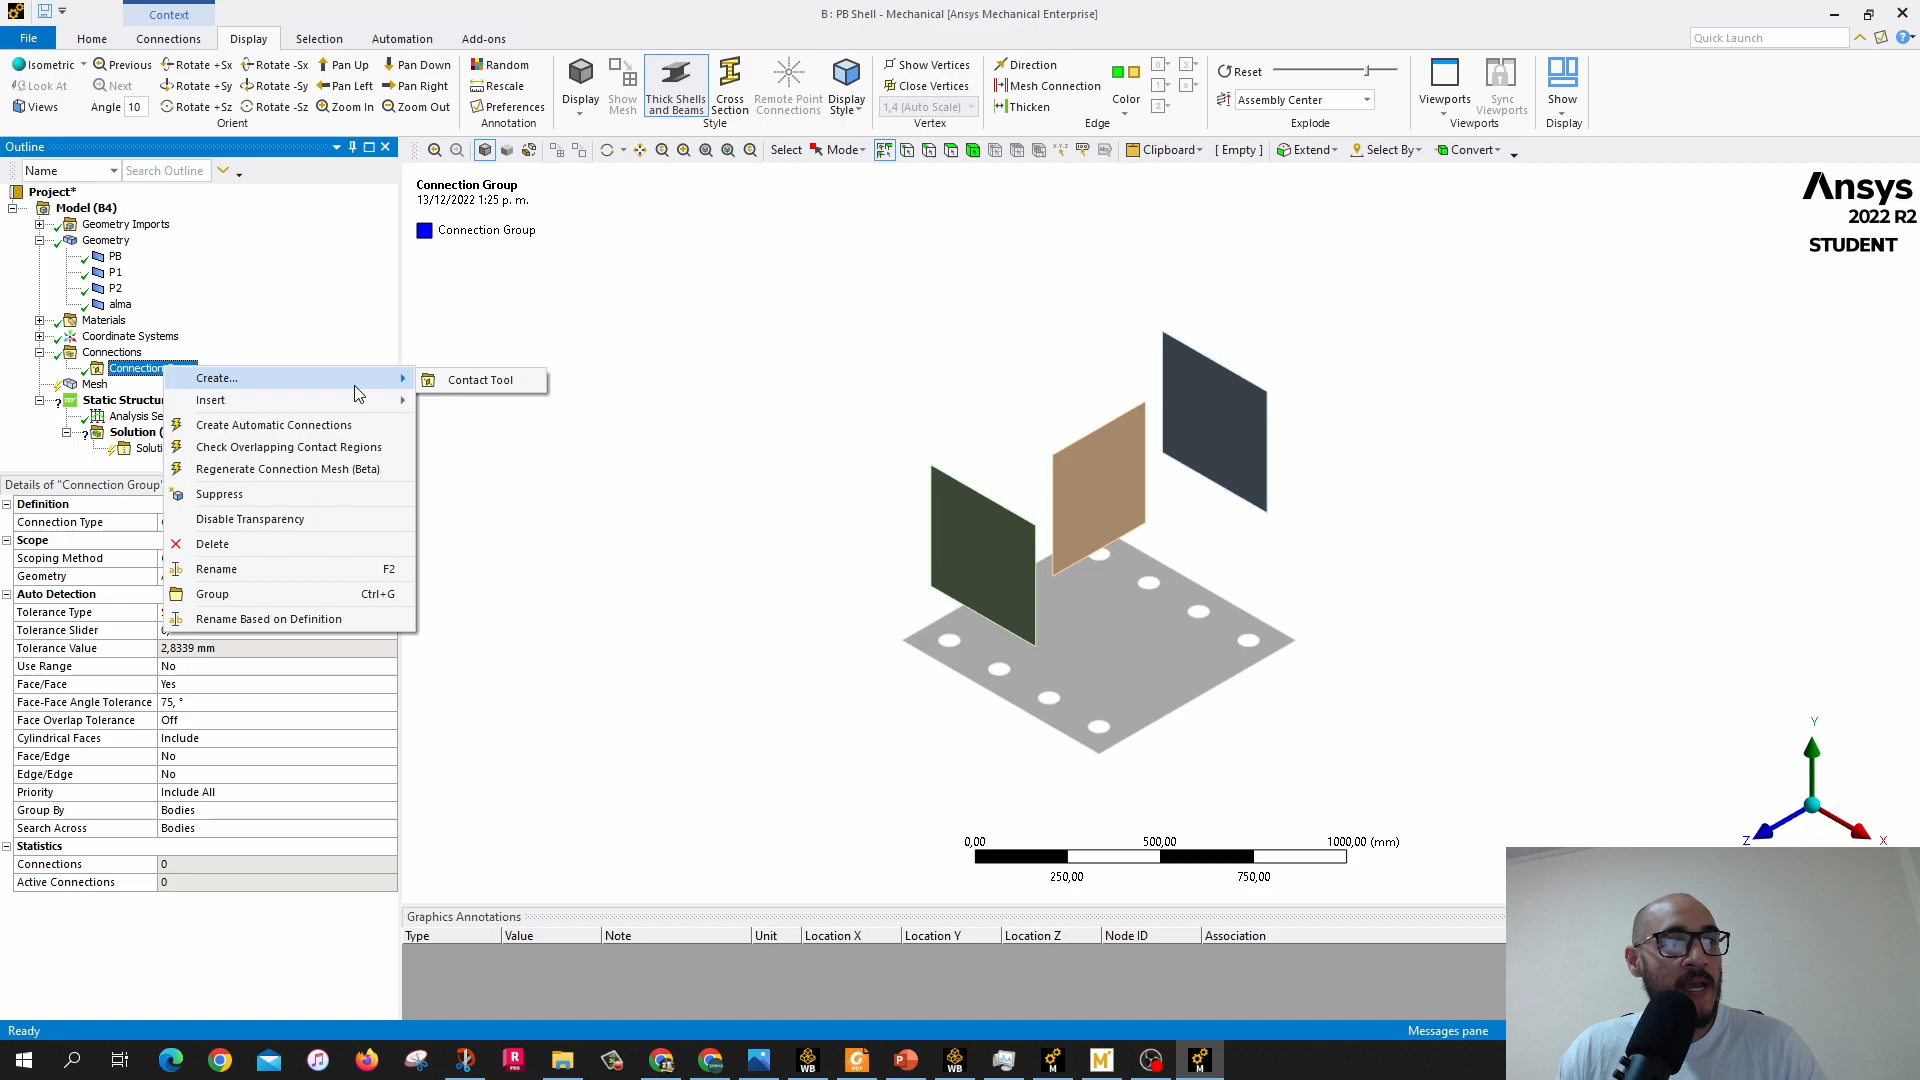 B : PB Shell - Mechanical [Ansys Mechanical Enterprise]
Context
File Home Connections Display Selection Automation Add-ons
Quick Launch
Isometric Previous Rotate +Sx Rotate -Sx Pan Up Pan Down
Look At Next Rotate +Sy Rotate -Sy Pan Left Pan Right
Views Angle 10 Rotate +Sz Rotate -Sz Zoom In Zoom Out
Orient
Random
Rescale
Preferences
Annotation
Display
Show Mesh
Thick Shells and Beams
Cross Section
Remote Point Connections
Display Style
Style
Show Vertices
Close Vertices
1,4 (Auto Scale)
Vertex
Direction
Mesh Connection
Thicken
Color
Edge
Reset
Assembly Center
Explode
Viewports
Sync Viewports
Viewports
Show
Display
Outline
Select Mode Clipboard [ Empty ] Extend Select By Convert
Name Search Outline
Project*
Model (B4)
Geometry Imports
Geometry
PB
P1
P2
alma
Materials
Coordinate Systems
Connections
Connection
Mesh
Static Structu
Analysis Se
Solution (
Soluti
Create...
Contact Tool
Insert
Create Automatic Connections
Check Overlapping Contact Regions
Regenerate Connection Mesh (Beta)
Suppress
Disable Transparency
Delete
Rename F2
Group Ctrl+G
Rename Based on Definition
Details of "Connection Group"
Definition
Connection Type
Scope
Scoping Method
Geometry
Auto Detection
Tolerance Type
Tolerance Slider
Tolerance Value 2,8339 mm
Use Range No
Face/Face Yes
Face-Face Angle Tolerance 75, °
Face Overlap Tolerance Off
Cylindrical Faces Include
Face/Edge No
Edge/Edge No
Priority Include All
Group By Bodies
Search Across Bodies
Statistics
Connections 0
Active Connections 0
Connection Group
13/12/2022 1:25 p. m.
Connection Group
Ansys
2022 R2
STUDENT
Y
Z X
0,00 500,00 1000,00 (mm)
250,00 750,00
Graphics Annotations
Type Value Note Unit Location X Location Y Location Z Node ID Association
Ready
Messages pane